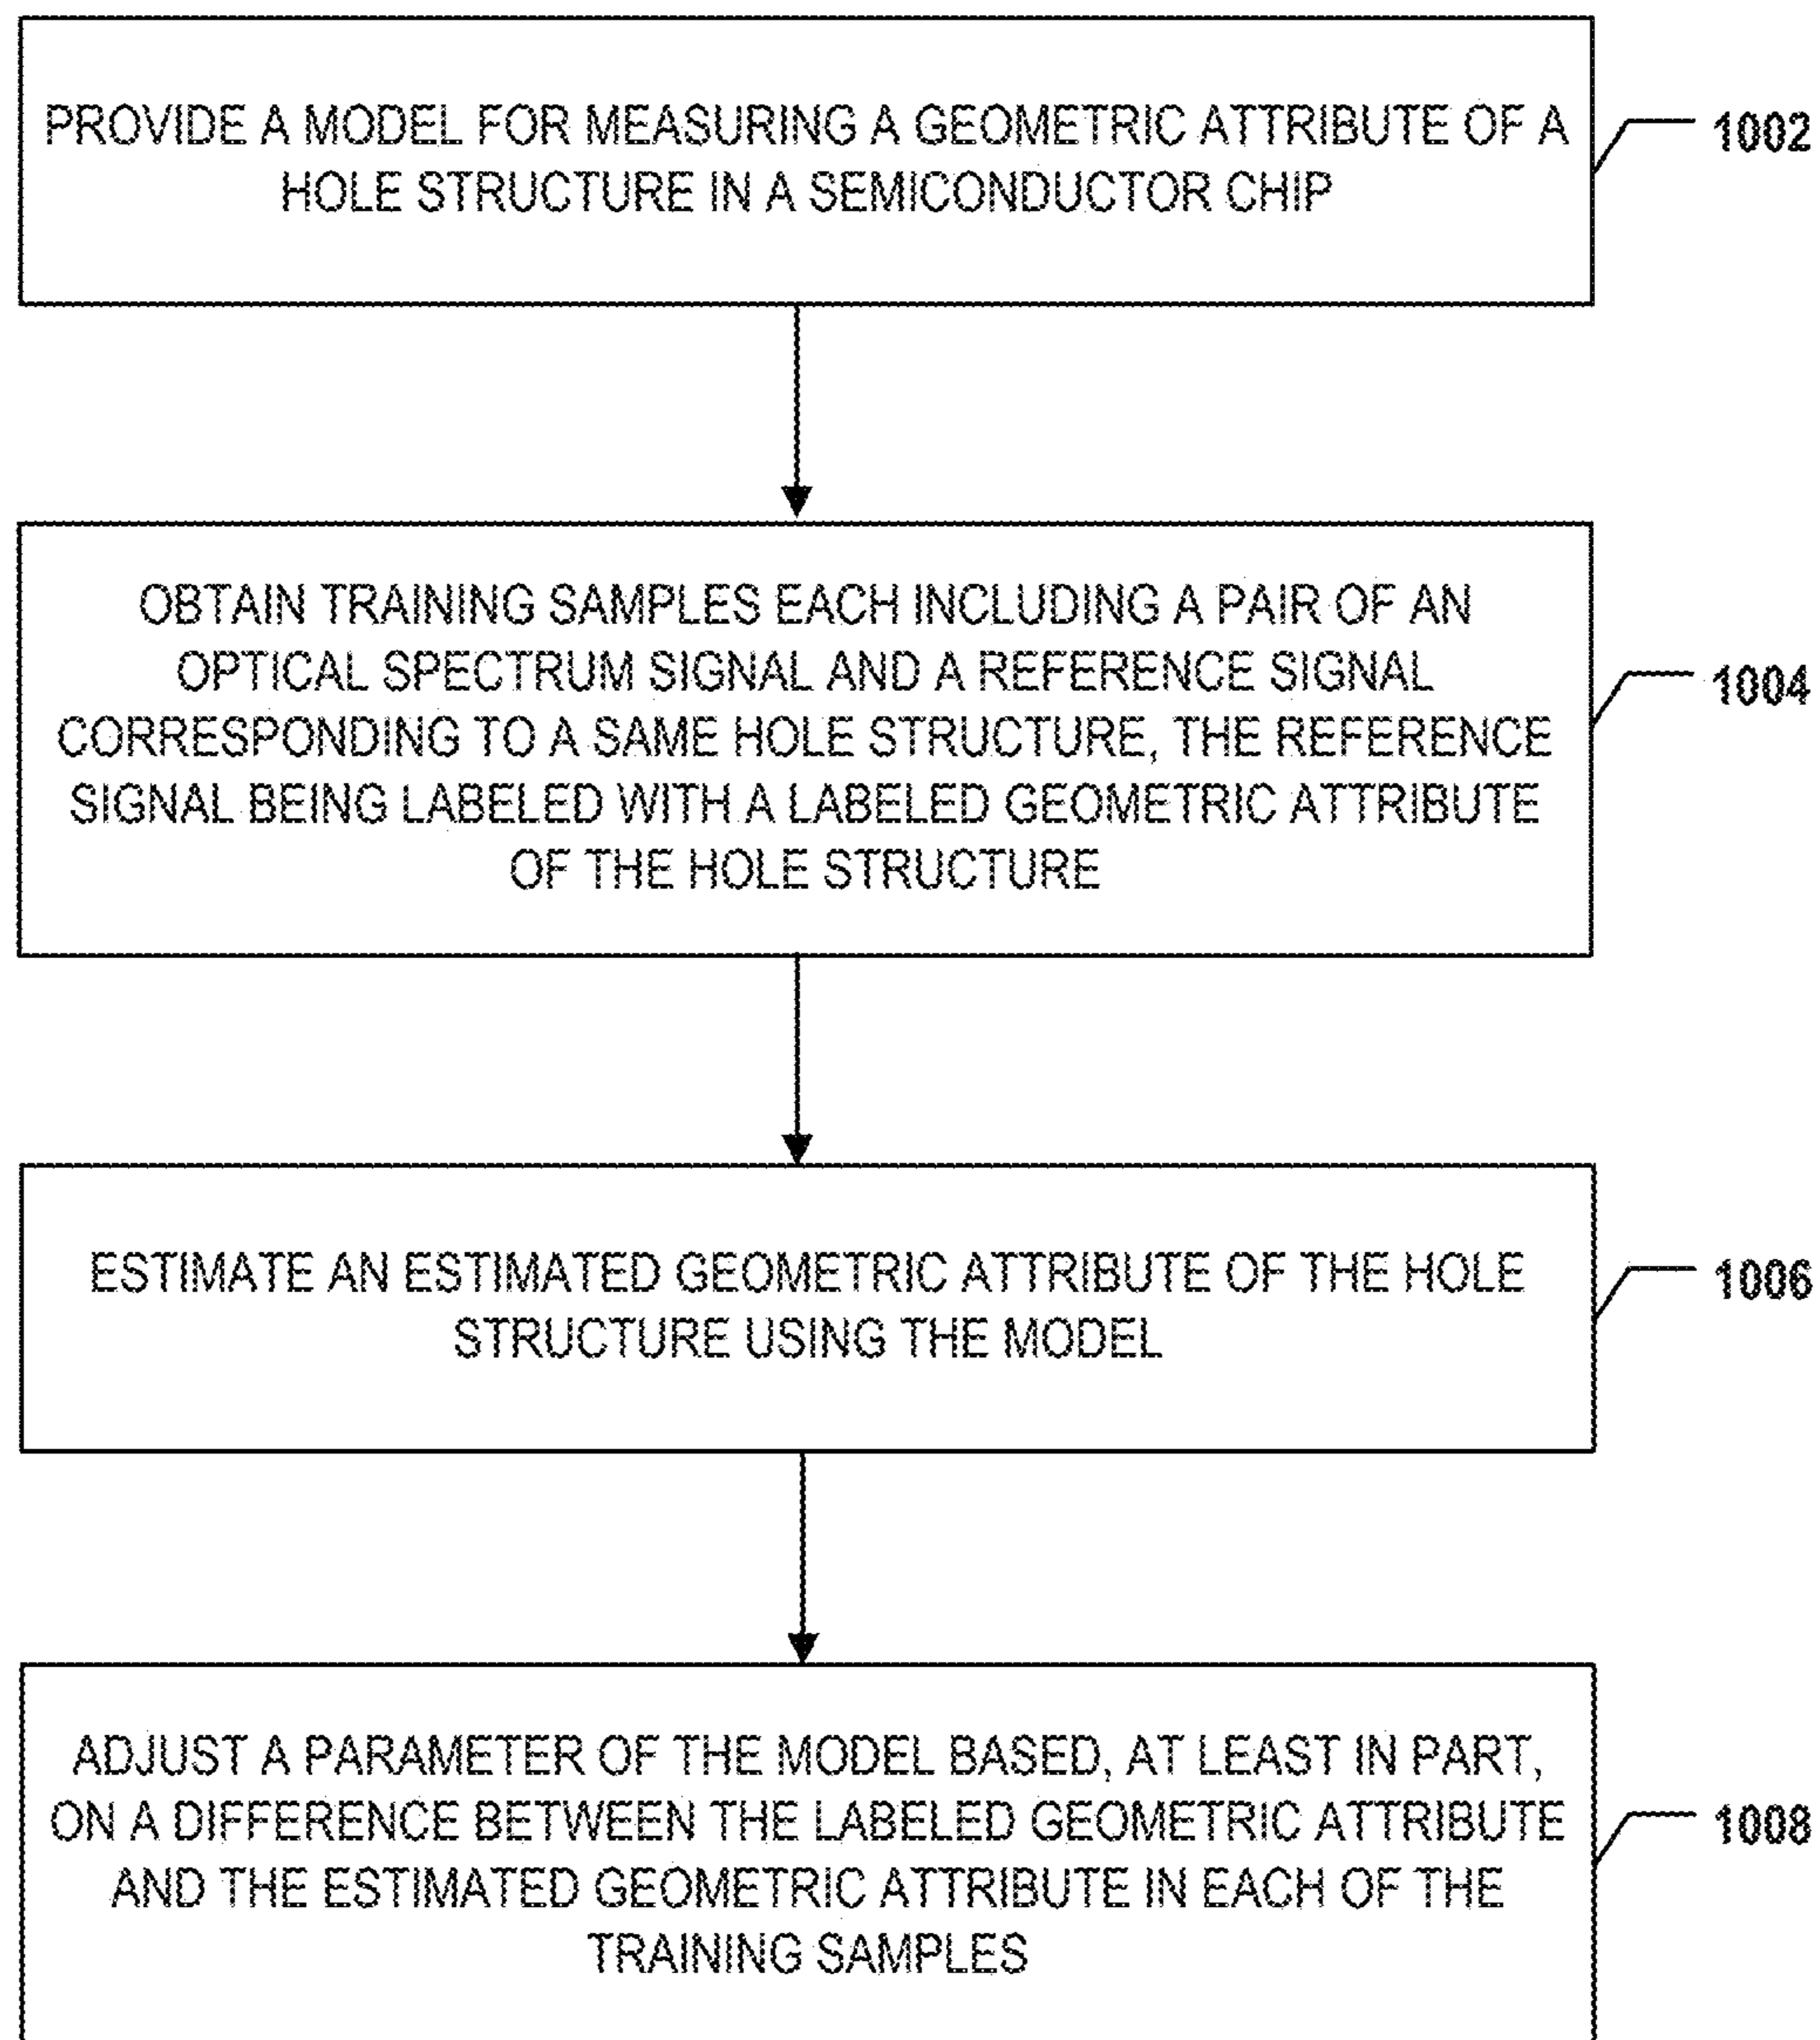 PROVIDE A MODEL FOR MEASURING A GEOMETRIC ATTRIBUTE OF A
HOLE STRUCTURE IN A SEMICONDUCTOR CHIP
1002
OBTAIN TRAINING SAMPLES EACH INCLUDING A PAIR OF AN
OPTICAL SPECTRUM SIGNAL AND A REFERENCE SIGNAL
CORRESPONDING TO A SAME HOLE STRUCTURE, THE REFERENCE
SIGNAL BEING LABELED WITH A LABELED GEOMETRIC ATTRIBUTE
OF THE HOLE STRUCTURE
1004
ESTIMATE AN ESTIMATED GEOMETRIC ATTRIBUTE OF THE HOLE
STRUCTURE USING THE MODEL
1006
ADJUST A PARAMETER OF THE MODEL BASED, AT LEAST IN PART,
ON A DIFFERENCE BETWEEN THE LABELED GEOMETRIC ATTRIBUTE
AND THE ESTIMATED GEOMETRIC ATTRIBUTE IN EACH OF THE
TRAINING SAMPLES
1008